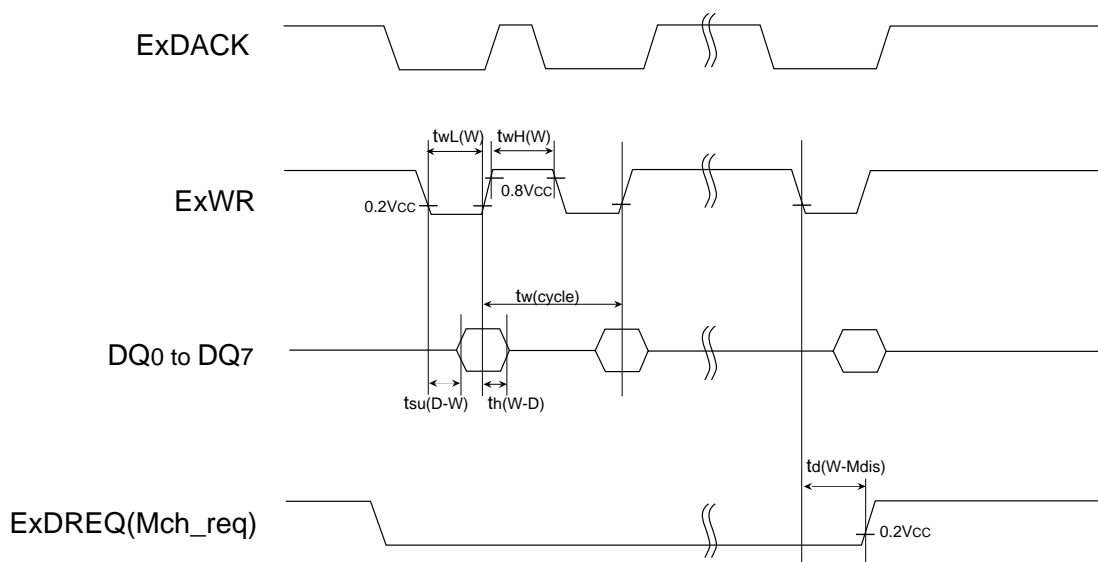 ExDACK
twL(W)
twH(W)
ExWR
0.2VCC
0.8VCC
tw(cycle)
DQ0 to DQ7
tsu(D-W)
th(W-D)
td(W-Mdis)
ExDREQ(Mch_req)
0.2VCC